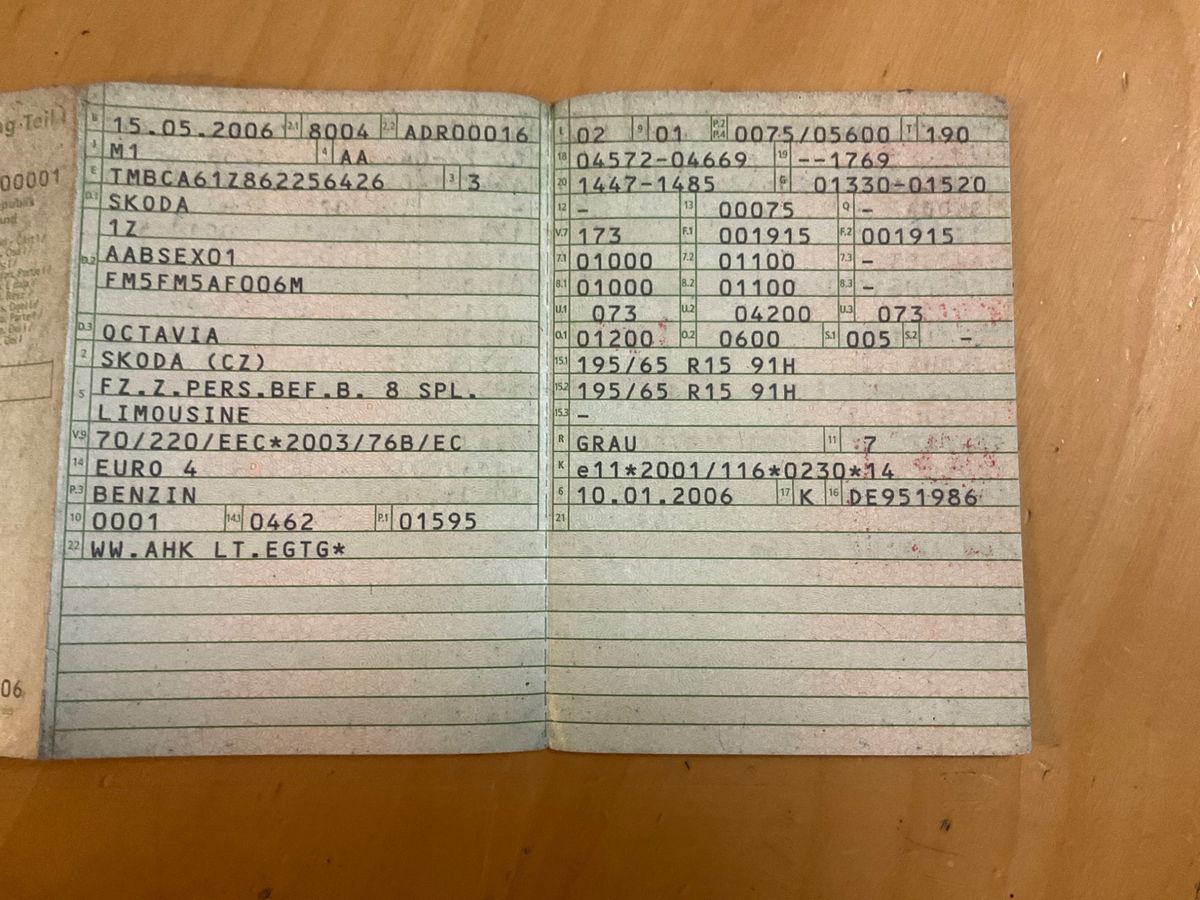 00001
06
B 15.05.2006 2.1 8004 2.2 ADR00016
J M1 4 AA
E TMBCA61Z862256426 3 3
D.1 SKODA
1Z
D.2 AABSEX01
FM5FM5AF006M
D.3 OCTAVIA
2 SKODA (CZ)
5 FZ.Z.PERS.BEF.B. 8 SPL.
LIMOUSINE
V.9 70/220/EEC*2003/76B/EC
14 EURO 4
P.3 BENZIN
10 0001 14.1 0462 P.1 01595
22 WW.AHK LT.EGTG*
L 02 9 01 P.2 P.4 0075/05600 T 190
18 04572-04669 19 --1769
20 1447-1485 G 01330-01520
12 - 13 00075 Q -
V.7 173 F.1 001915 F.2 001915
7.1 01000 7.2 01100 7.3 -
8.1 01000 8.2 01100 8.3 -
U.1 073 U.2 04200 U.3 073
O.1 01200 O.2 0600 S.1 005 S.2 -
15.1 195/65 R15 91H
15.2 195/65 R15 91H
15.3 -
R GRAU 11 7
K e11*2001/116*0230*14
6 10.01.2006 17 K 16 DE951986
21